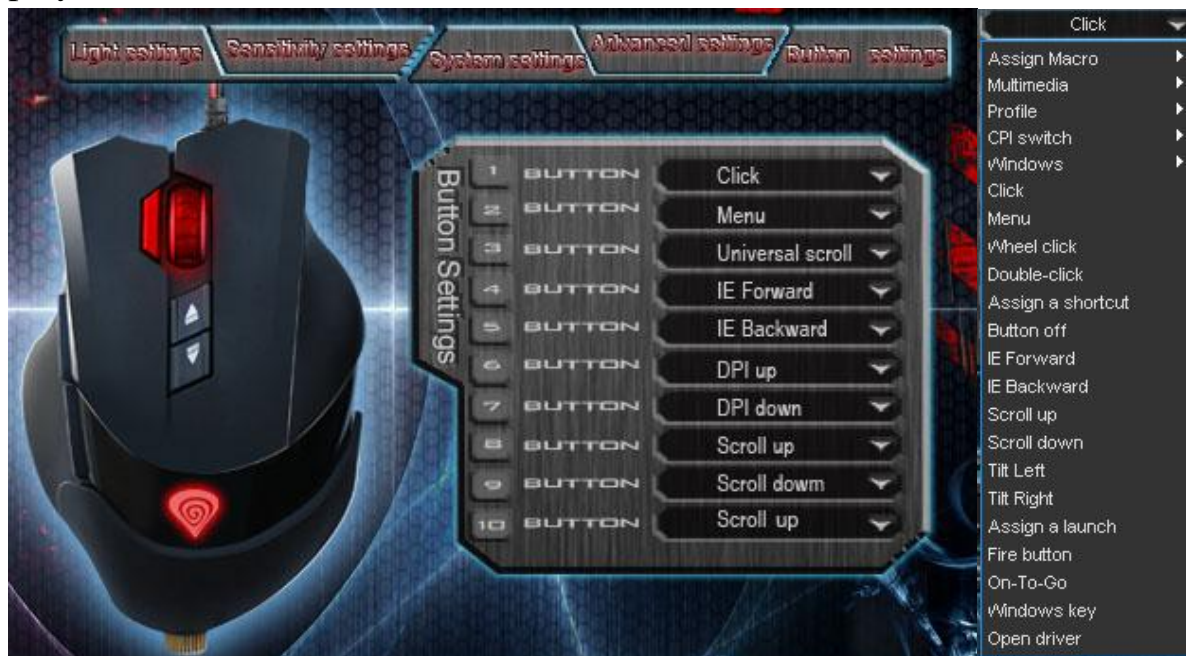 Light settings
Sensitivity settings
System settings
Advanced settings
Button settings
Button Settings
1 BUTTON Click
2 BUTTON Menu
3 BUTTON Universal scroll
4 BUTTON IE Forward
5 BUTTON IE Backward
6 BUTTON DPI up
7 BUTTON DPI down
8 BUTTON Scroll up
9 BUTTON Scroll dowm
10 BUTTON Scroll up
Click
Assign Macro
Multimedia
Profile
CPI switch
Windows
Click
Menu
Wheel click
Double-click
Assign a shortcut
Button off
IE Forward
IE Backward
Scroll up
Scroll down
Tilt Left
Tilt Right
Assign a launch
Fire button
On-To-Go
Windows key
Open driver